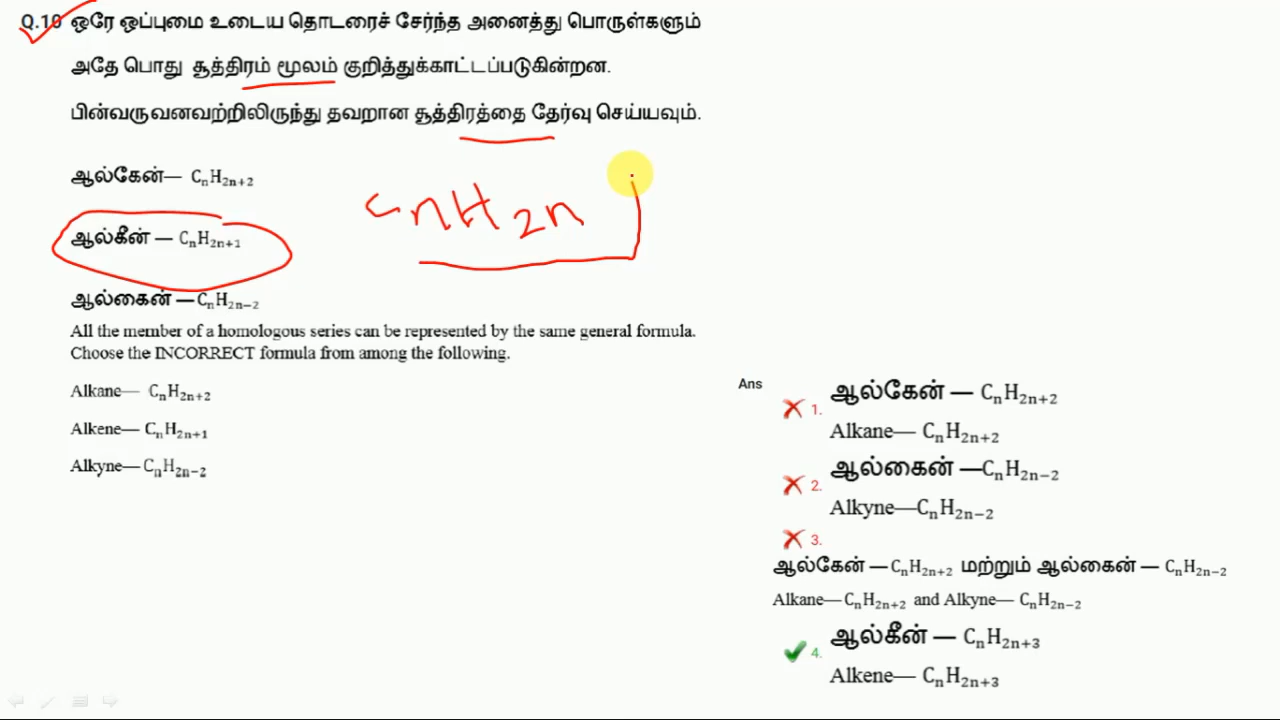 Q.10 ஒரே ஒப்புமை உடைய தொடரைச் சேர்ந்த அனைத்து பொருள்களும்
அதே பொது சூத்திரம் மூலம் குறித்துக்காட்டப்படுகின்றன.
பின்வருவனவற்றிலிருந்து தவறான சூத்திரத்தை தேர்வு செய்யவும்.
ஆல்கேன்— CₙH₂ₙ₊₂
CₙH₂ₙ
ஆல்கீன் — CₙH₂ₙ₊₁
ஆல்கைன் —CₙH₂ₙ₋₂
All the member of a homologous series can be represented by the same general formula.
Choose the INCORRECT formula from among the following.
Alkane— CₙH₂ₙ₊₂
Alkene— CₙH₂ₙ₊₁
Alkyne— CₙH₂ₙ₋₂
Ans
1. ஆல்கேன் — CₙH₂ₙ₊₂
Alkane— CₙH₂ₙ₊₂
2. ஆல்கைன் —CₙH₂ₙ₋₂
Alkyne—CₙH₂ₙ₋₂
3.
ஆல்கேன் — CₙH₂ₙ₊₂ மற்றும் ஆல்கைன் — CₙH₂ₙ₋₂
Alkane— CₙH₂ₙ₊₂ and Alkyne— CₙH₂ₙ₋₂
4. ஆல்கீன் — CₙH₂ₙ₊₃
Alkene— CₙH₂ₙ₊₃